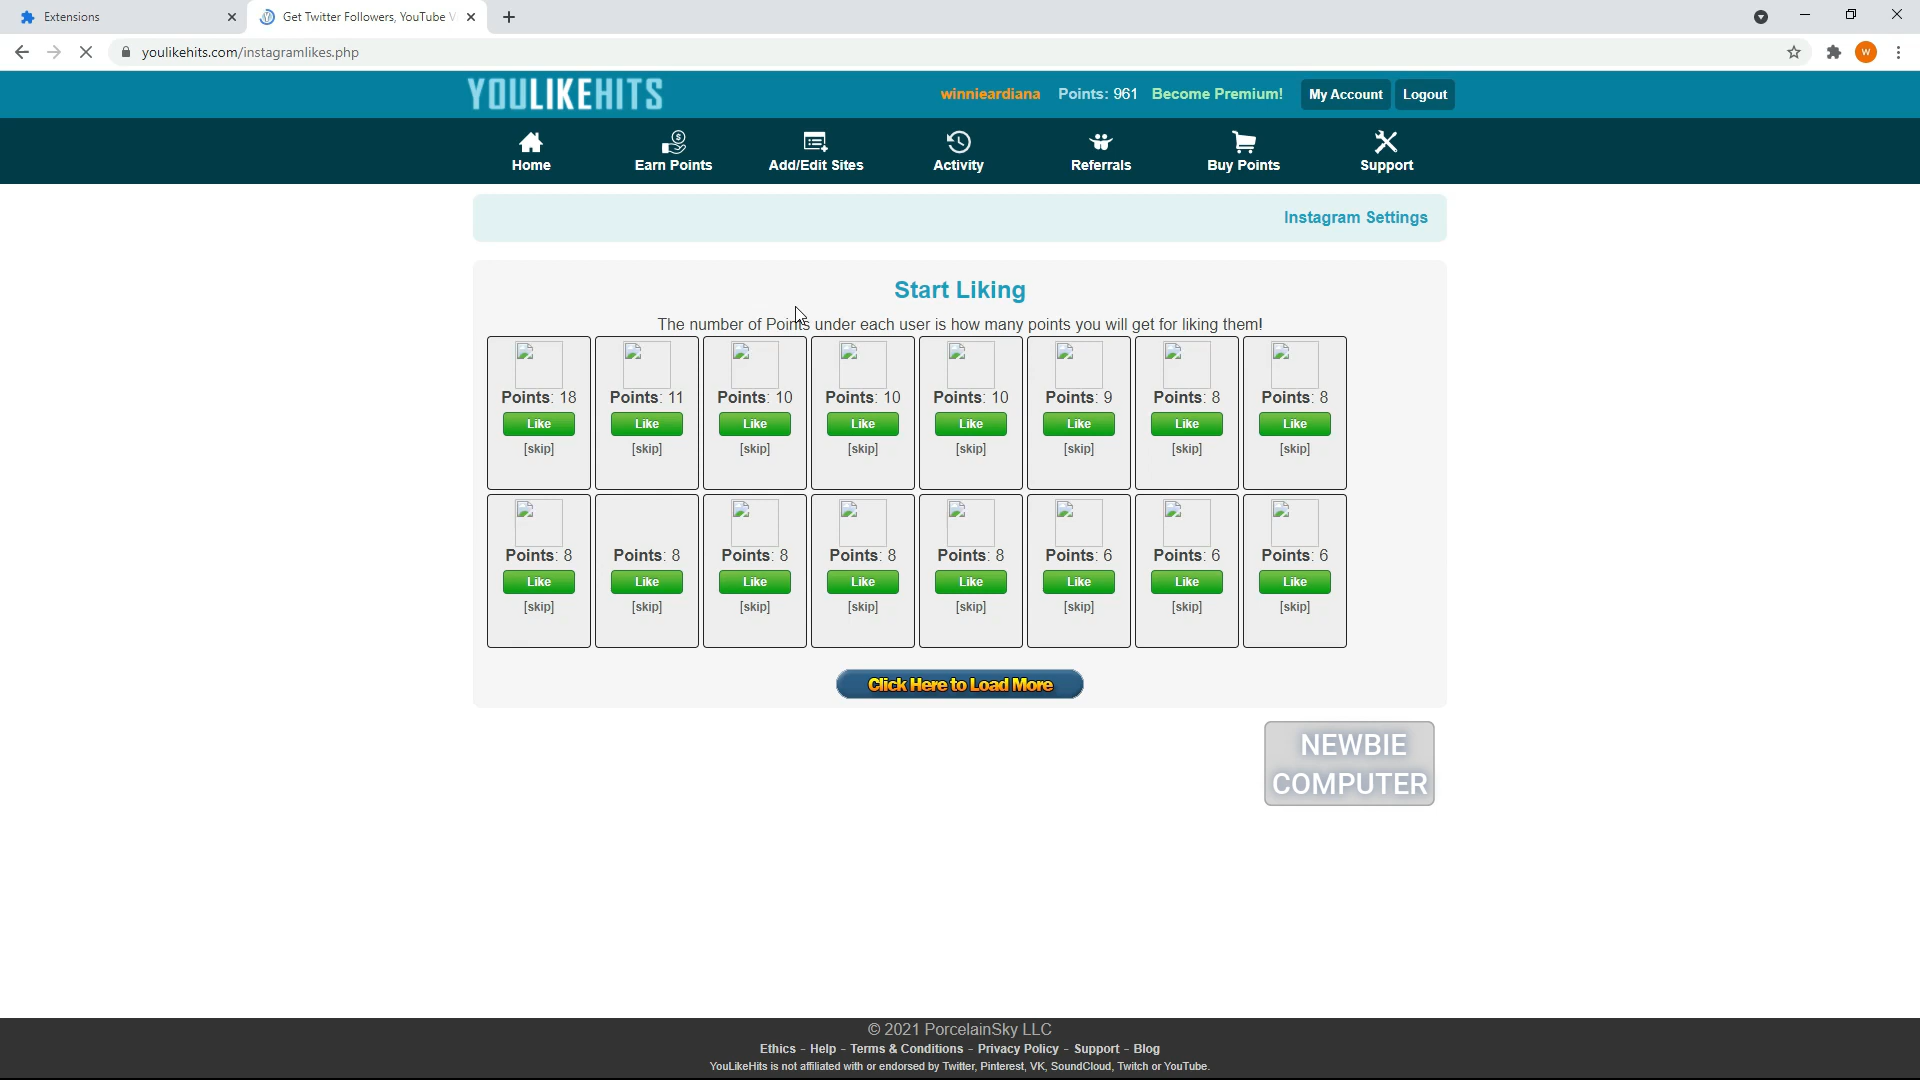 Extensions
Get Twitter Followers, YouTube V
youlikehits.com/instagramlikes.php
W
YOULIKEHITS
winnieardiana Points: 961 Become Premium! My Account Logout
Home Earn Points Add/Edit Sites Activity Referrals Buy Points Support
Instagram Settings
Start Liking
The number of Points under each user is how many points you will get for liking them!
Points: 18 Points: 11 Points: 10 Points: 10 Points: 10 Points: 9 Points: 8 Points: 8
Like Like Like Like Like Like Like Like
[skip] [skip] [skip] [skip] [skip] [skip] [skip] [skip]
Points: 8 Points: 8 Points: 8 Points: 8 Points: 8 Points: 6 Points: 6 Points: 6
Like Like Like Like Like Like Like Like
[skip] [skip] [skip] [skip] [skip] [skip] [skip] [skip]
Click Here to Load More
NEWBIE
COMPUTER
© 2021 PorcelainSky LLC
Ethics - Help - Terms & Conditions - Privacy Policy - Support - Blog
YouLikeHits is not affiliated with or endorsed by Twitter, Pinterest, VK, SoundCloud, Twitch or YouTube.